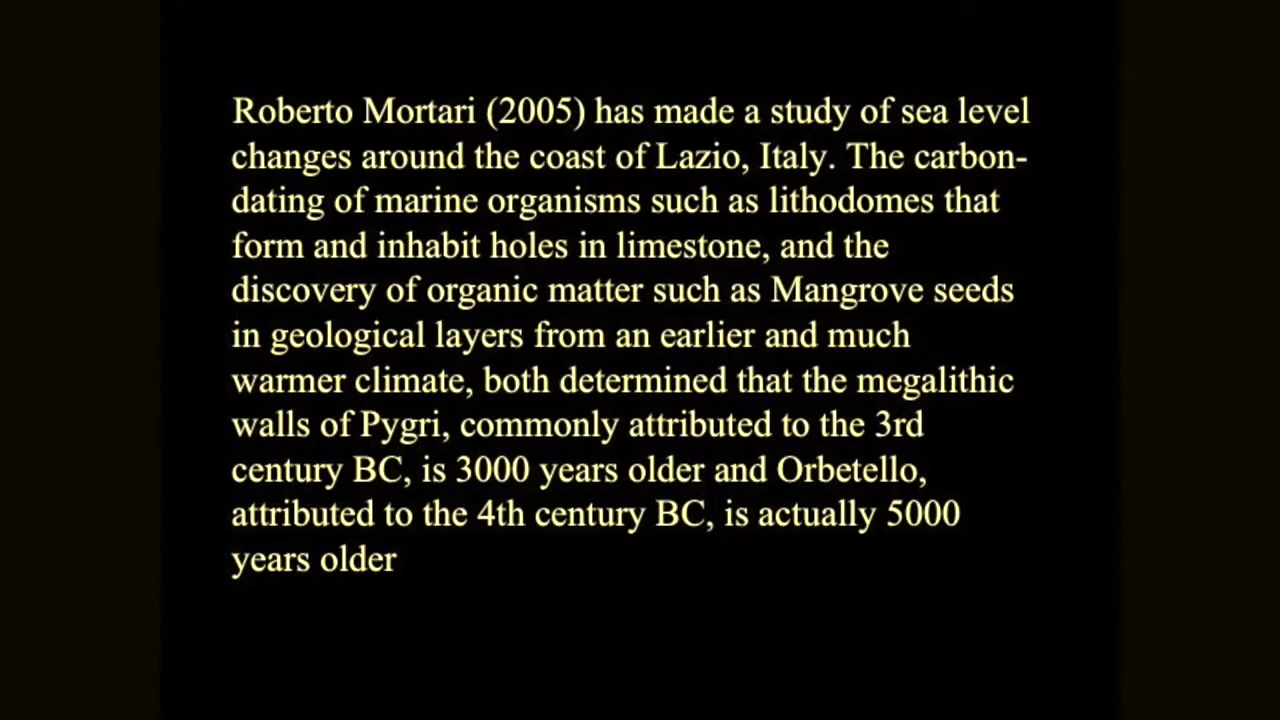 Roberto Mortari (2005) has made a study of sea level
changes around the coast of Lazio, Italy. The carbon-
dating of marine organisms such as lithodomes that
form and inhabit holes in limestone, and the
discovery of organic matter such as Mangrove seeds
in geological layers from an earlier and much
warmer climate, both determined that the megalithic
walls of Pygri, commonly attributed to the 3rd
century BC, is 3000 years older and Orbetello,
attributed to the 4th century BC, is actually 5000
years older